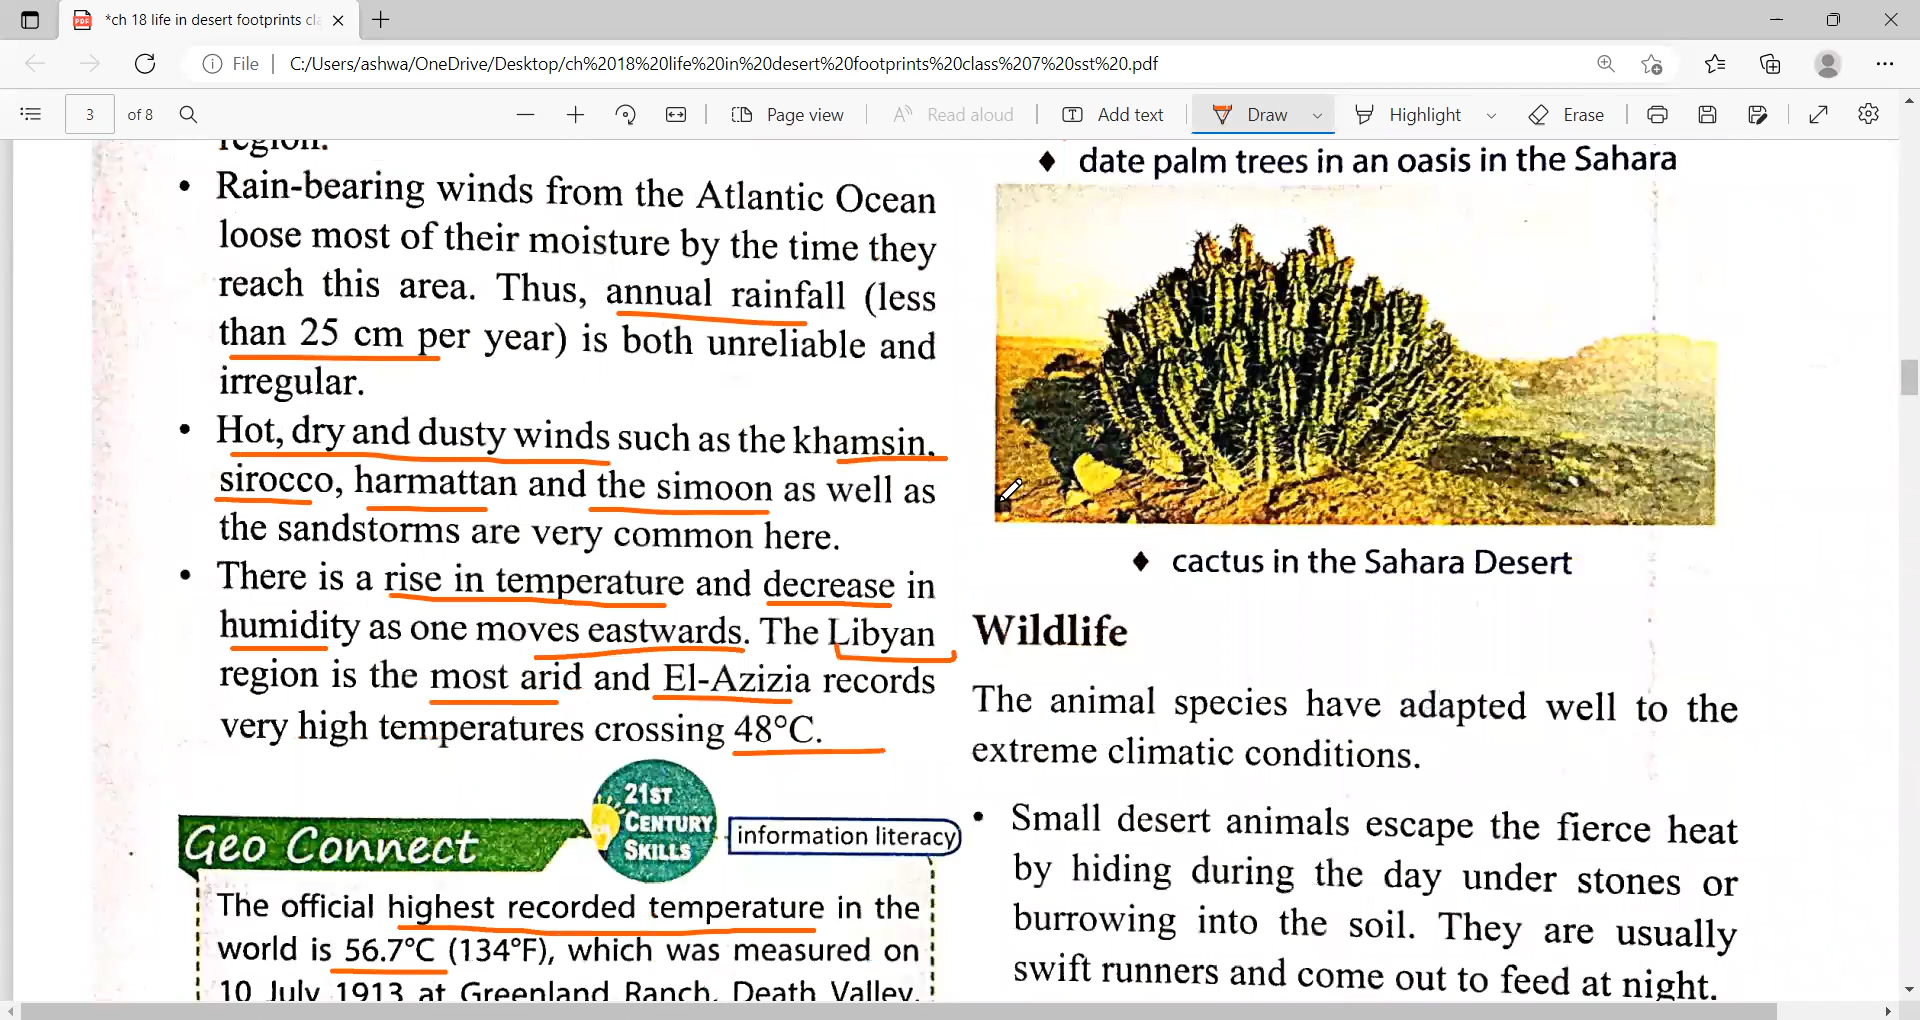 *ch 18 life in desert footprints cla
File
C:/Users/ashwa/OneDrive/Desktop/ch%2018%20life%20in%20desert%20footprints%20class%207%20sst%20.pdf
3 of 8
Page view
Read aloud
Add text
Draw
Highlight
Erase
region.
• Rain-bearing winds from the Atlantic Ocean
loose most of their moisture by the time they
reach this area. Thus, annual rainfall (less
than 25 cm per year) is both unreliable and
irregular.
• Hot, dry and dusty winds such as the khamsin,
sirocco, harmattan and the simoon as well as
the sandstorms are very common here.
• There is a rise in temperature and decrease in
humidity as one moves eastwards. The Libyan
region is the most arid and El-Azizia records
very high temperatures crossing 48°C.
Geo Connect
21ST
CENTURY
SKILLS
information literacy
The official highest recorded temperature in the
world is 56.7°C (134°F), which was measured on
10 July 1913 at Greenland Ranch, Death Valley,
♦ date palm trees in an oasis in the Sahara
♦ cactus in the Sahara Desert
Wildlife
The animal species have adapted well to the
extreme climatic conditions.
• Small desert animals escape the fierce heat
by hiding during the day under stones or
burrowing into the soil. They are usually
swift runners and come out to feed at night.